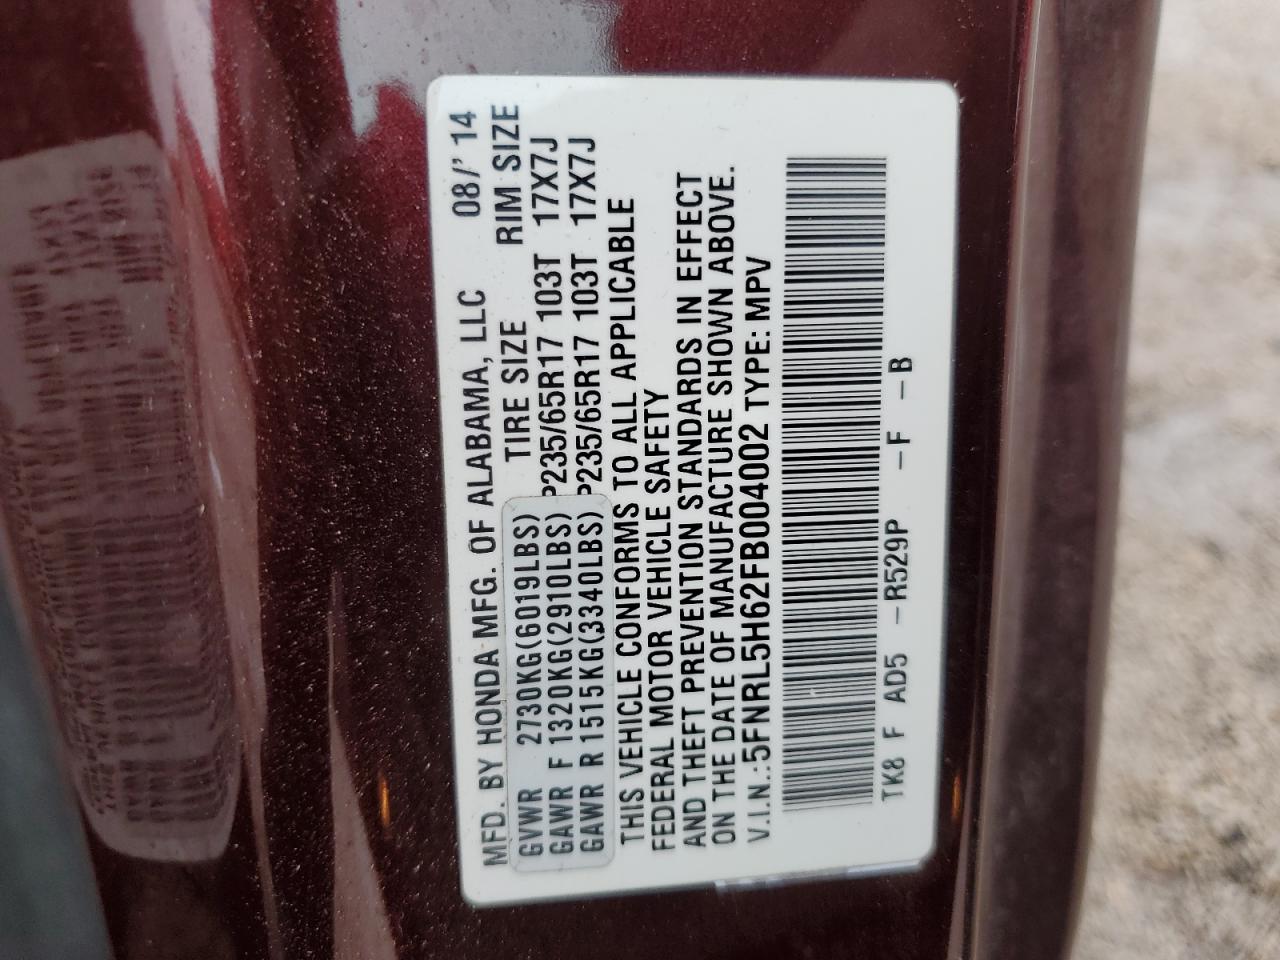 MFD. BY HONDA MFG. OF ALABAMA, LLC 08/' 14
TIRE SIZE RIM SIZE
GVWR 2730KG(6019LBS)
GAWR F 1320KG(2910LBS) P235/65R17 103T 17X7J
GAWR R 1515KG(3340LBS) P235/65R17 103T 17X7J
THIS VEHICLE CONFORMS TO ALL APPLICABLE
FEDERAL MOTOR VEHICLE SAFETY
AND THEFT PREVENTION STANDARDS IN EFFECT
ON THE DATE OF MANUFACTURE SHOWN ABOVE.
V.I.N.:5FNRL5H62FB004002 TYPE: MPV
TK8 F AD5 -R529P -F -B